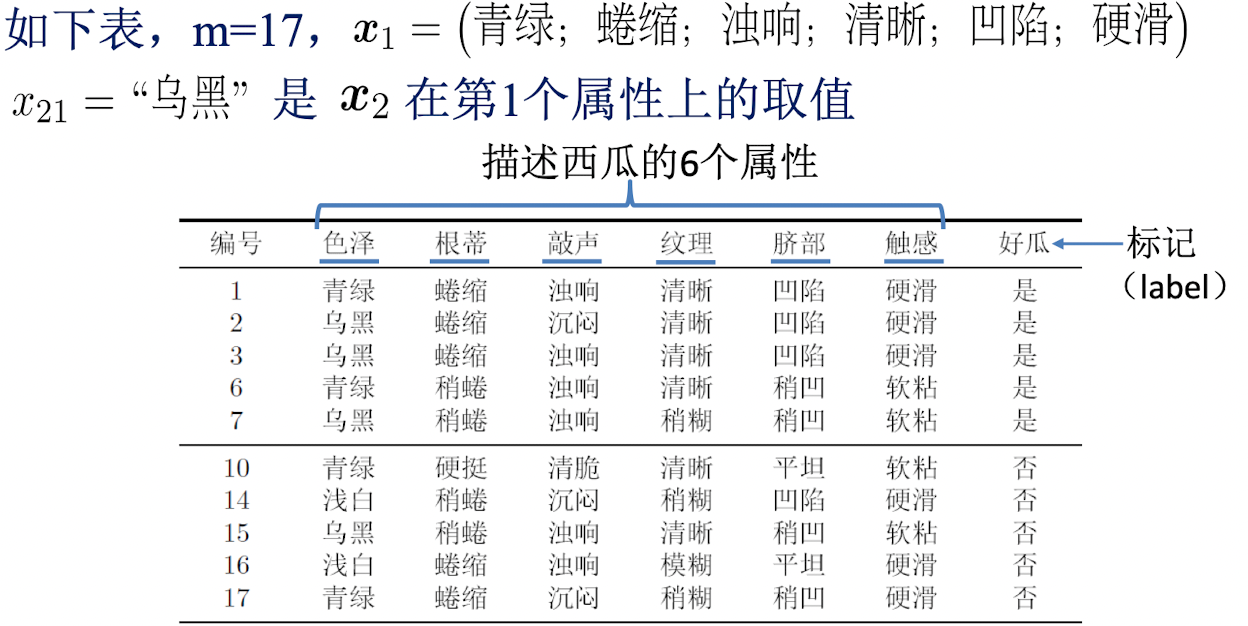 如下表，m=17，x₁ = (青绿；蜷缩；浊响；清晰；凹陷；硬滑)
x₂₁ = “乌黑” 是 x₂ 在第1个属性上的取值
描述西瓜的6个属性
编号 色泽 根蒂 敲声 纹理 脐部 触感 好瓜 标记
（label）
1 青绿 蜷缩 浊响 清晰 凹陷 硬滑 是
2 乌黑 蜷缩 沉闷 清晰 凹陷 硬滑 是
3 乌黑 蜷缩 浊响 清晰 凹陷 硬滑 是
6 青绿 稍蜷 浊响 清晰 稍凹 软粘 是
7 乌黑 稍蜷 浊响 稍糊 稍凹 软粘 是
10 青绿 硬挺 清脆 清晰 平坦 软粘 否
14 浅白 稍蜷 沉闷 稍糊 凹陷 硬滑 否
15 乌黑 稍蜷 浊响 清晰 稍凹 软粘 否
16 浅白 蜷缩 浊响 模糊 平坦 硬滑 否
17 青绿 蜷缩 沉闷 稍糊 稍凹 硬滑 否